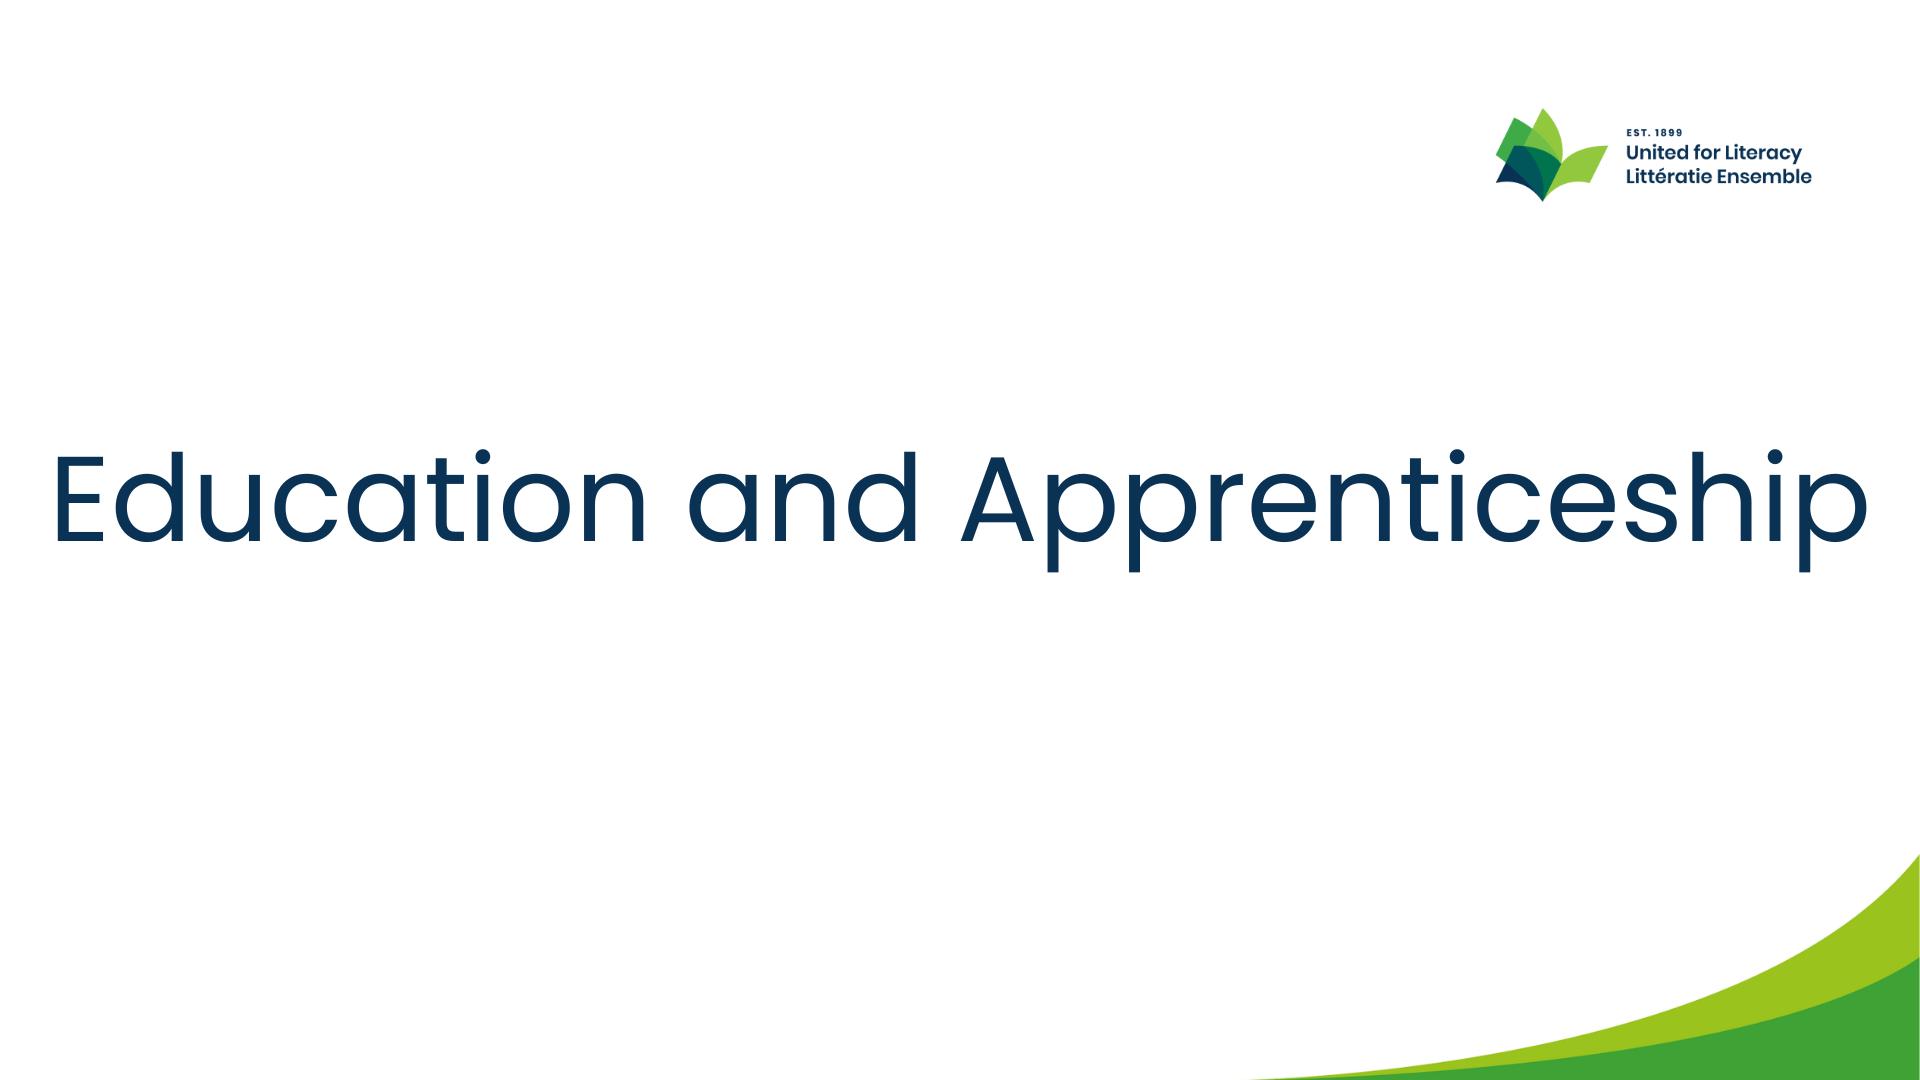 EST. 1899
United for Literacy
Littératie Ensemble
Education and Apprenticeship